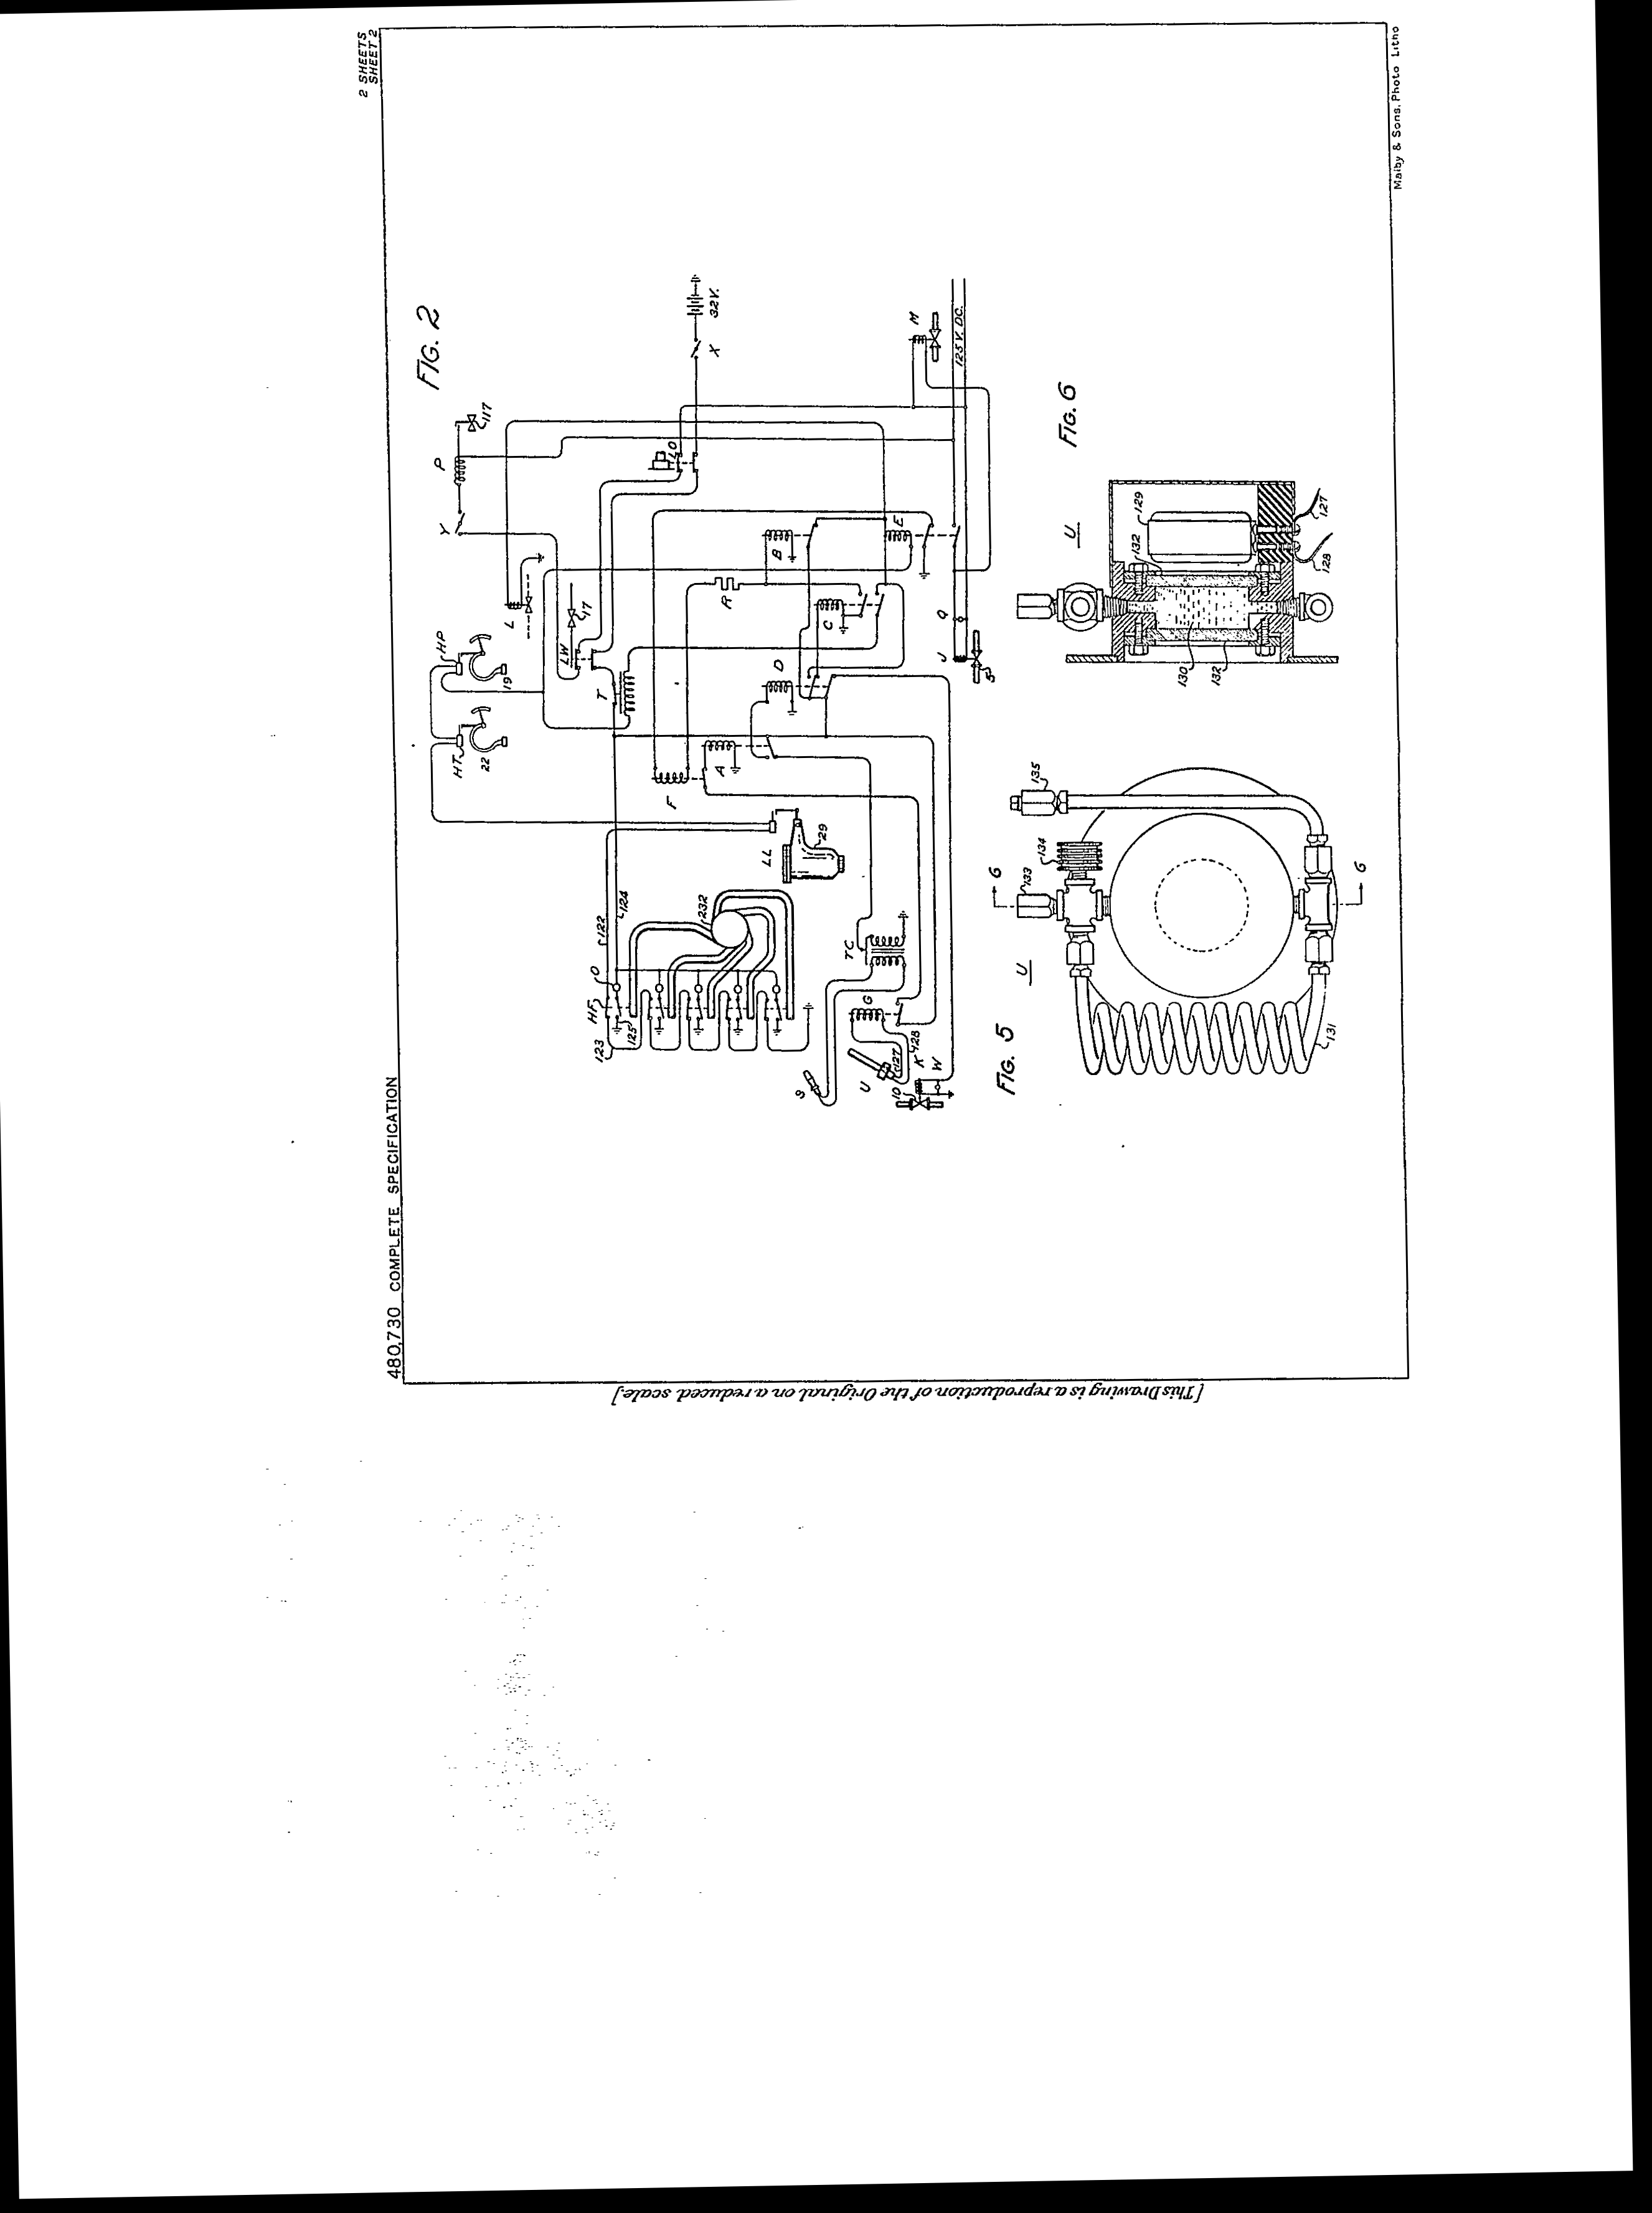 480,730 COMPLETE SPECIFICATION
2 SHEETS
SHEET 2
FIG. 2
HP
HT
19
22
P
Y
117
L
LW
17
T
LO
X
32V.
HF
O
122
123
124
125
232
LL
29
F
A
D
R
B
C
E
S
TC
G
U
127
128
K
W
10
J
Q
5
M
125 V. DC.
FIG. 5
U
G
G
131
133
134
135
FIG. 6
U
127
128
129
130
132
132
[This Drawing is a reproduction of the Original on a reduced scale]
Malby & Sons, Photo Litho